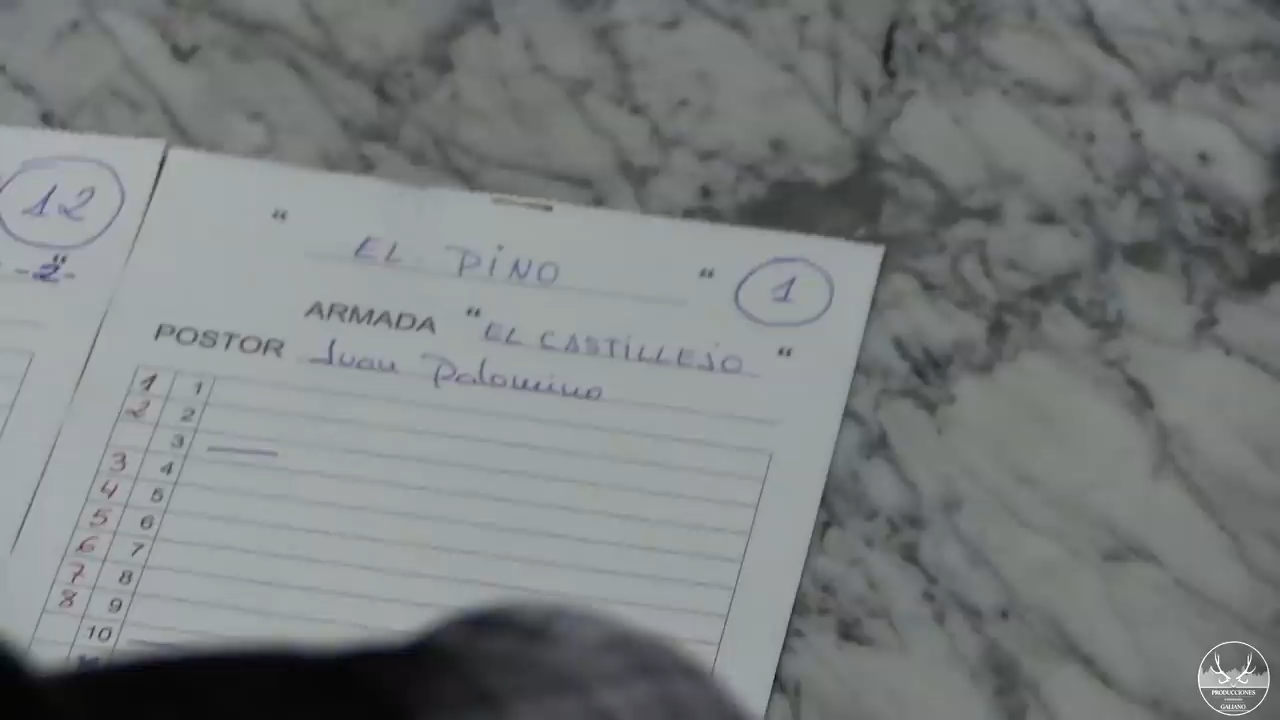 12
-2-"
" EL PINO "
1
ARMADA "EL CASTILLEJO"
POSTOR Juan Palomino
1 1
2 2
3
3 4
4 5
5 6
6 7
7 8
8 9
10
PRODUCCIONES
GALIANO